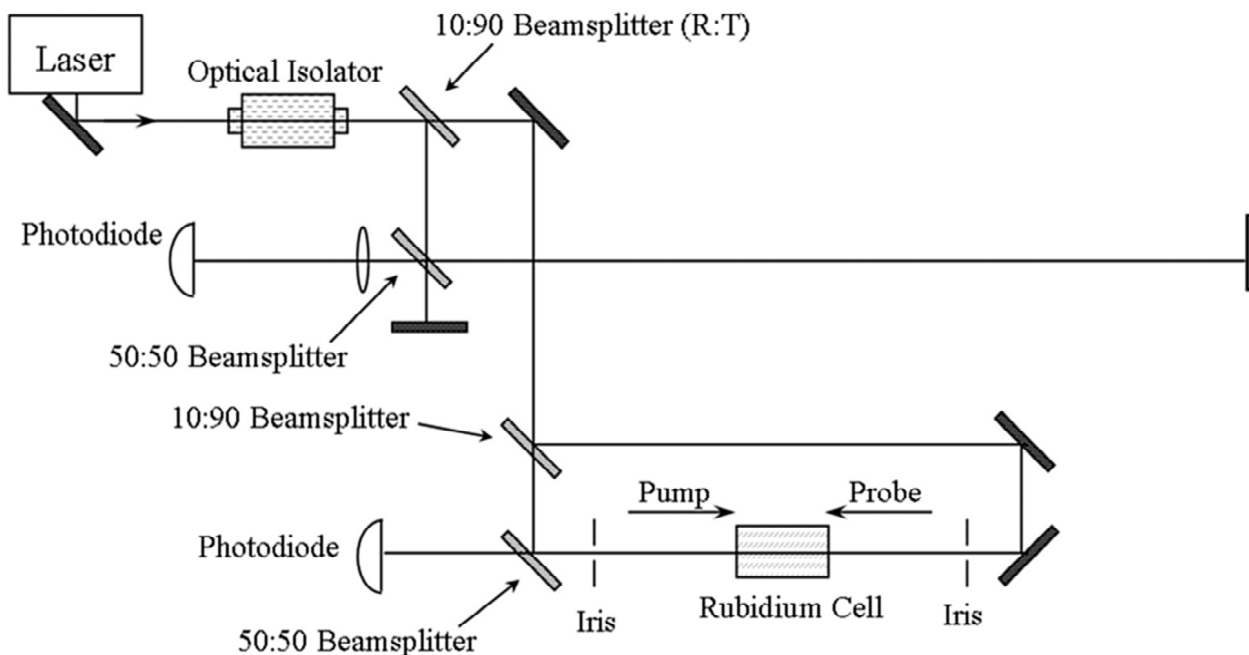 10:90 Beamsplitter (R:T)
Laser
Optical Isolator
Photodiode
50:50 Beamsplitter
10:90 Beamsplitter
Pump
Probe
Photodiode
Iris
Rubidium Cell
Iris
50:50 Beamsplitter